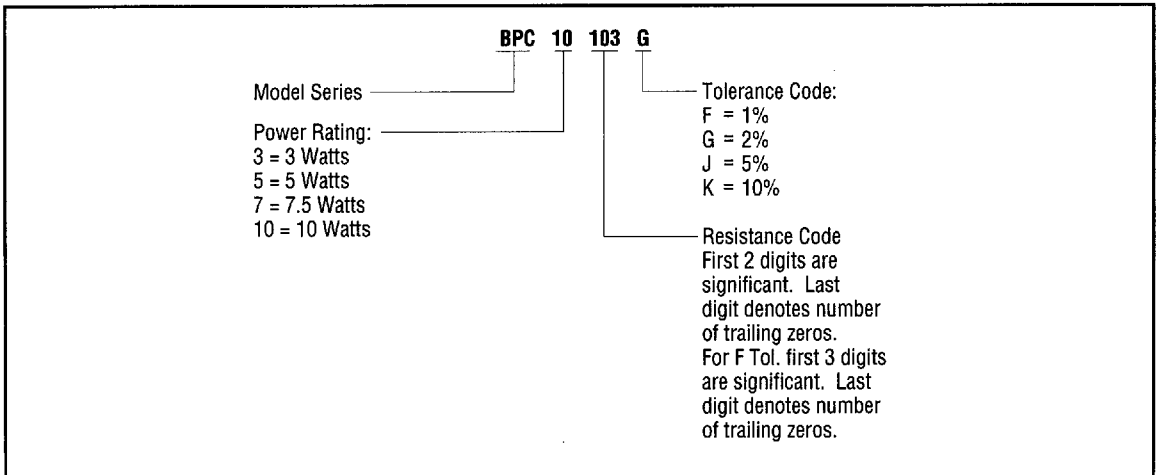 BPC 10 103 G
Model Series
Power Rating:
3 = 3 Watts
5 = 5 Watts
7 = 7.5 Watts
10 = 10 Watts
Tolerance Code:
F = 1%
G = 2%
J = 5%
K = 10%
Resistance Code
First 2 digits are
significant. Last
digit denotes number
of trailing zeros.
For F Tol. first 3 digits
are significant. Last
digit denotes number
of trailing zeros.